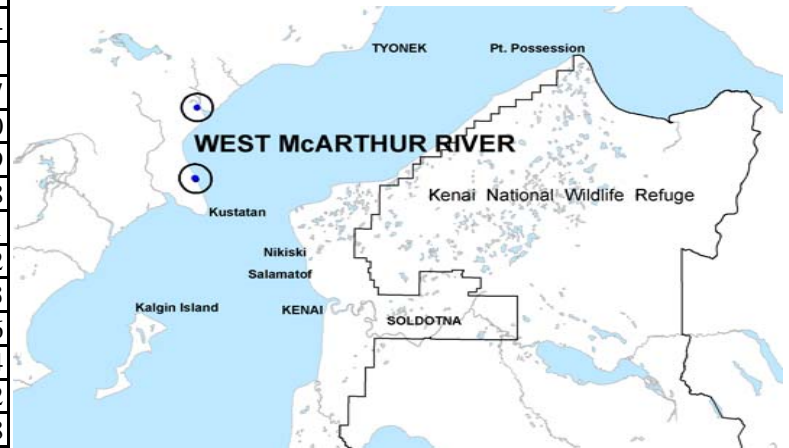 TYONEK
Pt. Possession
WEST McARTHUR RIVER
Kenai National Wildlife Refuge
Kustatan
Nikiski
Salamatof
Kalgin Island
KENAI
SOLDOTNA